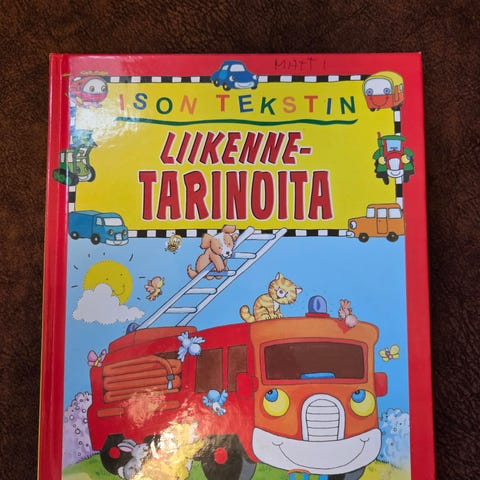 MATTI
ISON TEKSTIN
LIIKENNE-
TARINOITA